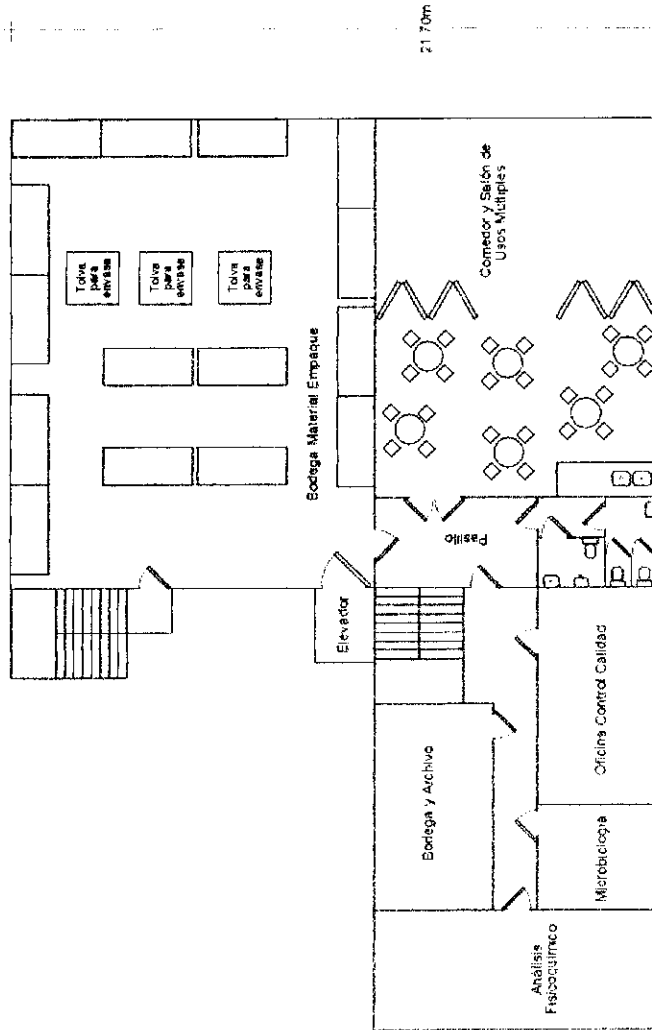 21.70m
Tolva
para
envase
Tolva
para
envase
Tolva
para
envase
Bodega Material Empaque
Comedor y Salón de
Usos Múltiples
Pasillo
Elevador
Bodega y Archivo
Oficina Control Calidad
Microbiología
Análisis
Fisicoquímico